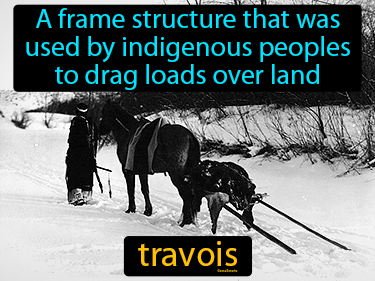 A frame structure that was
used by indigenous peoples
to drag loads over land
travois